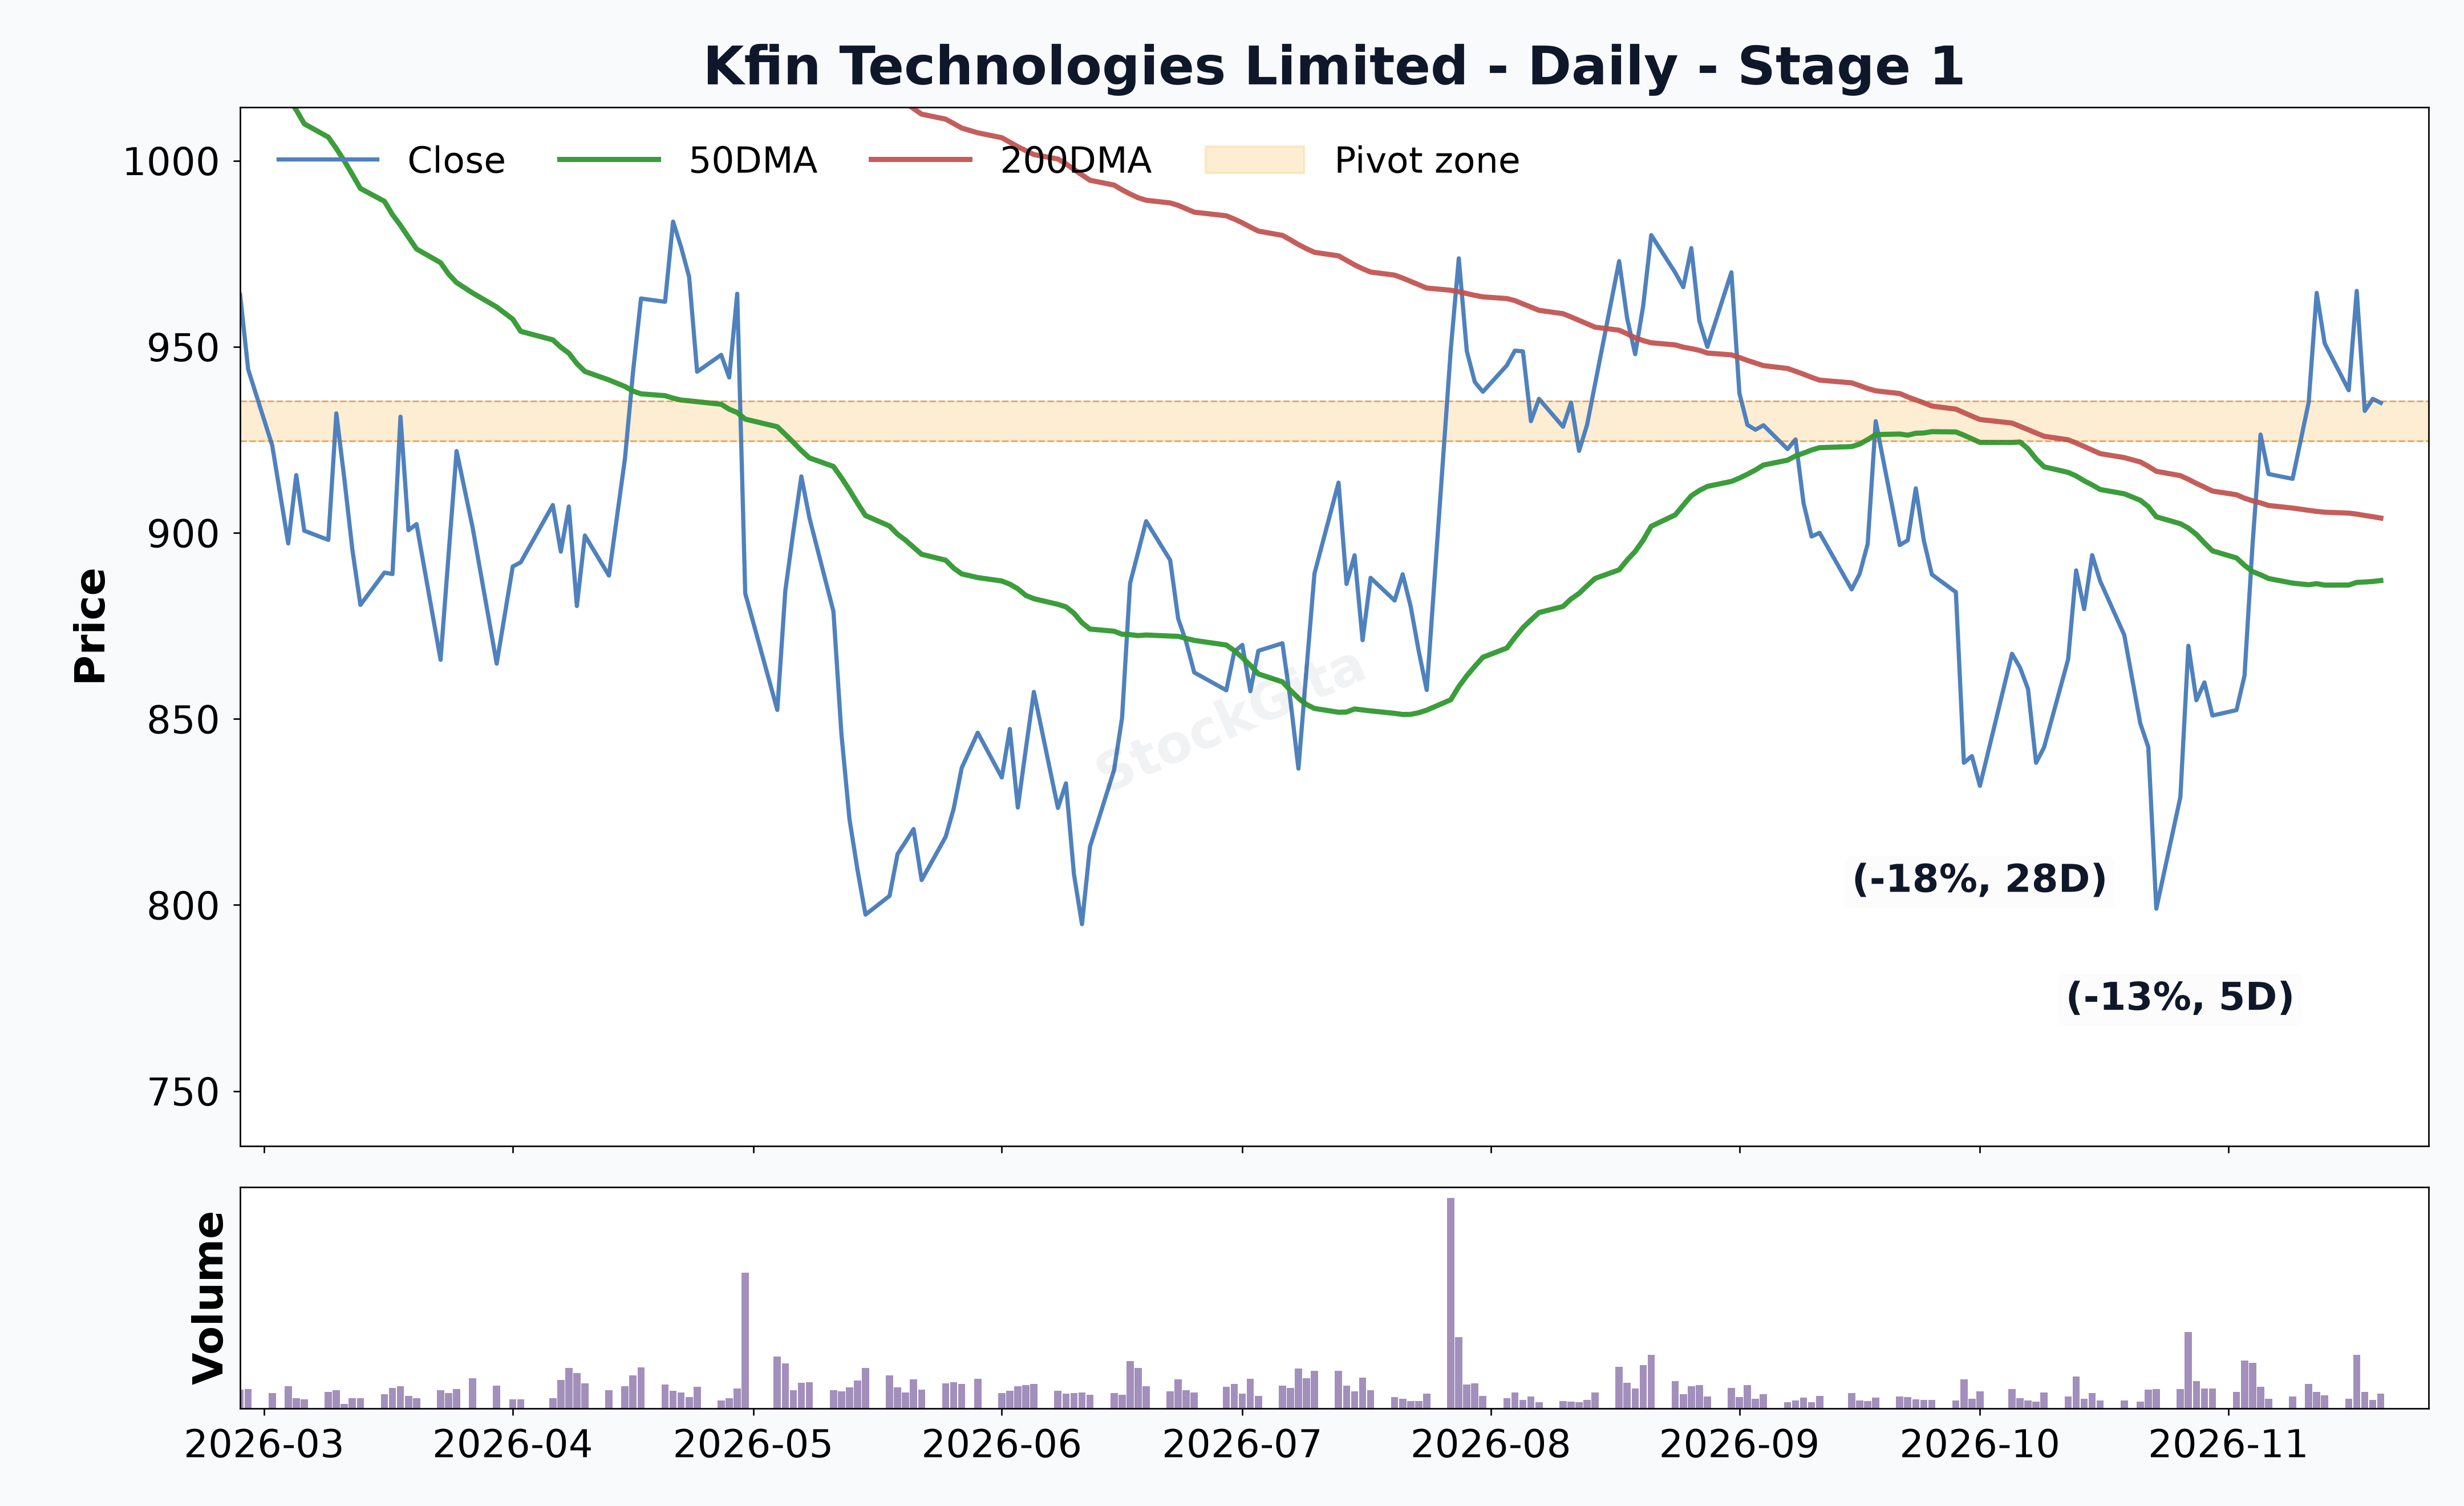 Kfin Technologies Limited - Daily - Stage 1
Close 50DMA 200DMA Pivot zone
1000
950
900
850
800
750
Price
StockGita
(-18%, 28D)
(-13%, 5D)
Volume
2026-03 2026-04 2026-05 2026-06 2026-07 2026-08 2026-09 2026-10 2026-11